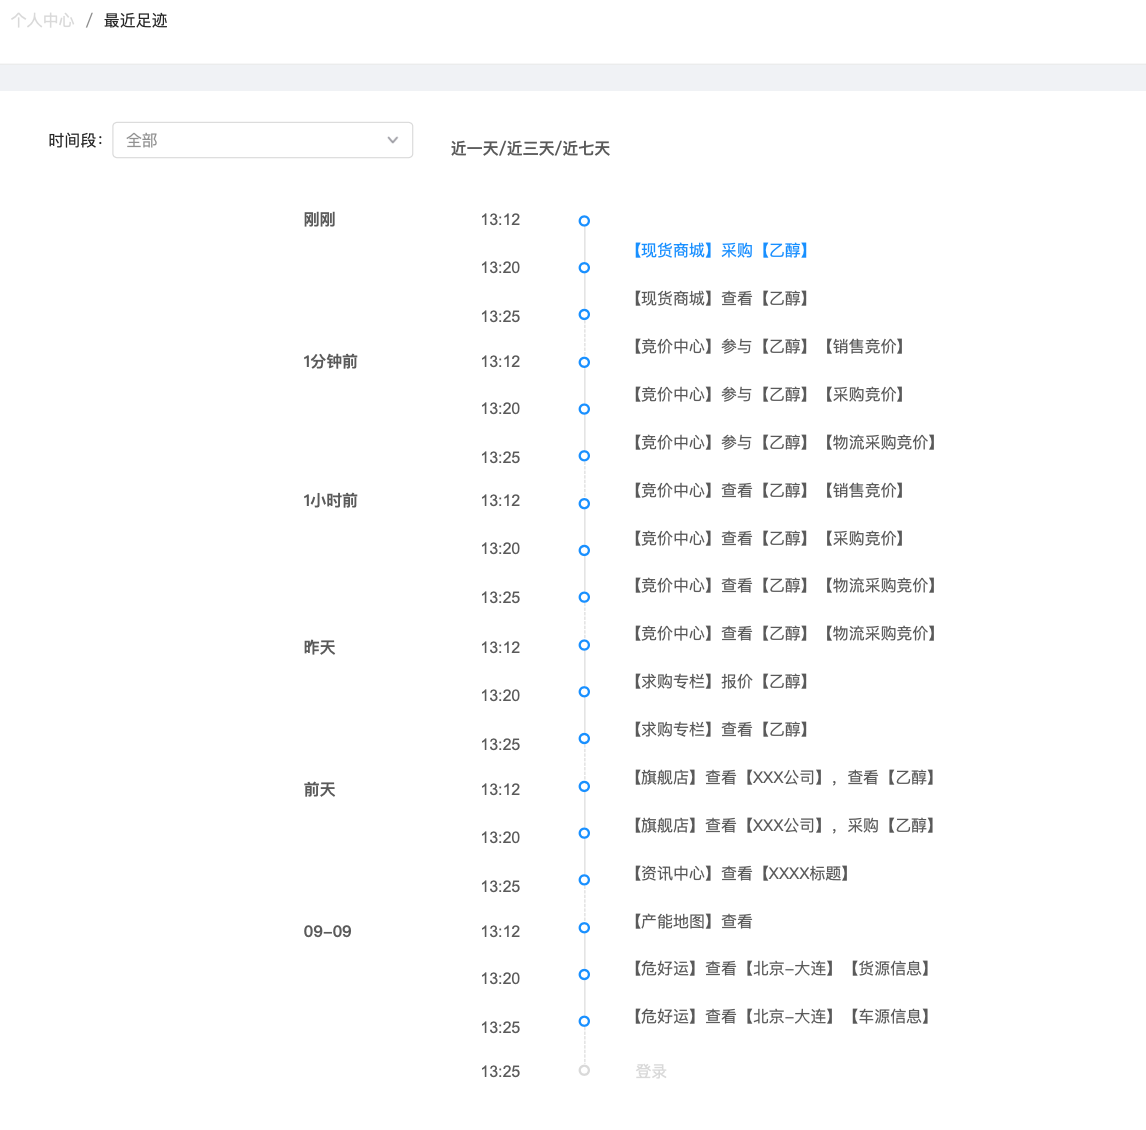 个人中心 / 最近足迹
时间段： 全部
近一天/近三天/近七天
刚刚 13:12
【现货商城】采购【乙醇】
13:20
【现货商城】查看【乙醇】
13:25
【竞价中心】参与【乙醇】【销售竞价】
1分钟前 13:12
【竞价中心】参与【乙醇】【采购竞价】
13:20
【竞价中心】参与【乙醇】【物流采购竞价】
13:25
【竞价中心】查看【乙醇】【销售竞价】
1小时前 13:12
【竞价中心】查看【乙醇】【采购竞价】
13:20
【竞价中心】查看【乙醇】【物流采购竞价】
13:25
【竞价中心】查看【乙醇】【物流采购竞价】
昨天 13:12
【求购专栏】报价【乙醇】
13:20
【求购专栏】查看【乙醇】
13:25
【旗舰店】查看【XXX公司】，查看【乙醇】
前天 13:12
【旗舰店】查看【XXX公司】，采购【乙醇】
13:20
【资讯中心】查看【XXXX标题】
13:25
【产能地图】查看
09-09 13:12
【危好运】查看【北京-大连】【货源信息】
13:20
【危好运】查看【北京-大连】【车源信息】
13:25
13:25 登录